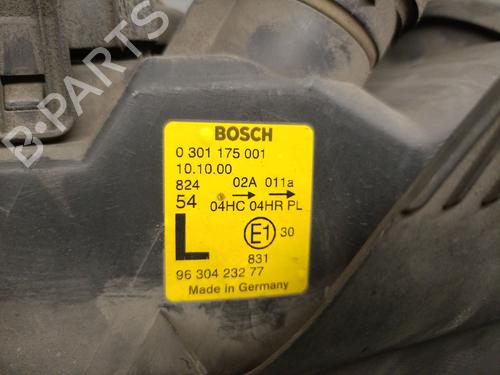 BOSCH
0 301 175 001
10.10.00
824 02A 011a
54 04HC 04HR PL
L E1 30
831
96 304 232 77
Made in Germany
B-PARTS